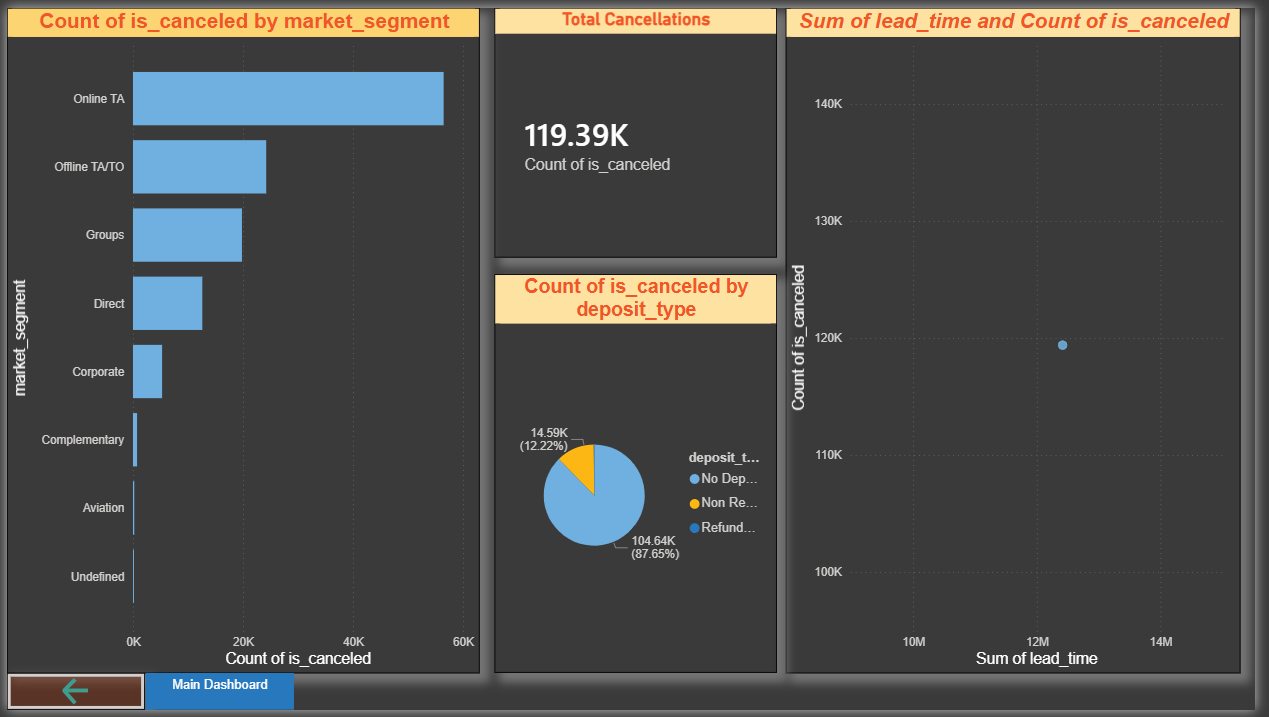 Count of is_canceled by market_segment
market_segment
Online TA
Offline TA/TO
Groups
Direct
Corporate
Complementary
Aviation
Undefined
0K 20K 40K 60K
Count of is_canceled
Total Cancellations
119.39K
Count of is_canceled
Count of is_canceled by
deposit_type
14.59K
(12.22%)
104.64K
(87.65%)
deposit_t...
No Dep...
Non Re...
Refund...
Sum of lead_time and Count of is_canceled
Count of is_canceled
140K
130K
120K
110K
100K
10M 12M 14M
Sum of lead_time
Main Dashboard